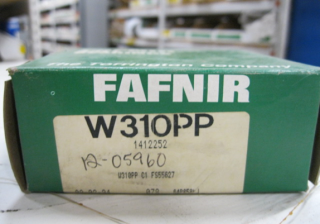 The Torrington Company
FAFNIR
W310PP
1412252
12-05960
W310PP C1 FS55027